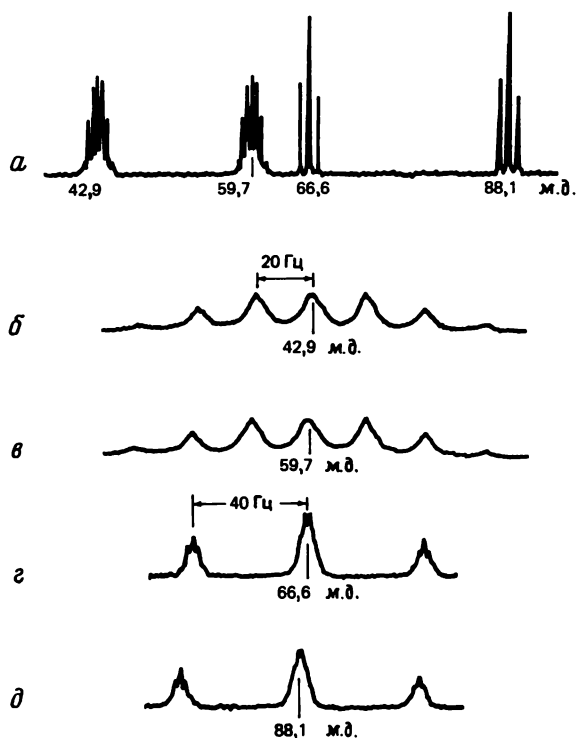 а
42,9 59,7 66,6 88,1 м.д.
20 Гц
б
42,9 м.д.
в
59,7 м.д.
40 Гц
г
66,6 м.д.
д
88,1 м.д.